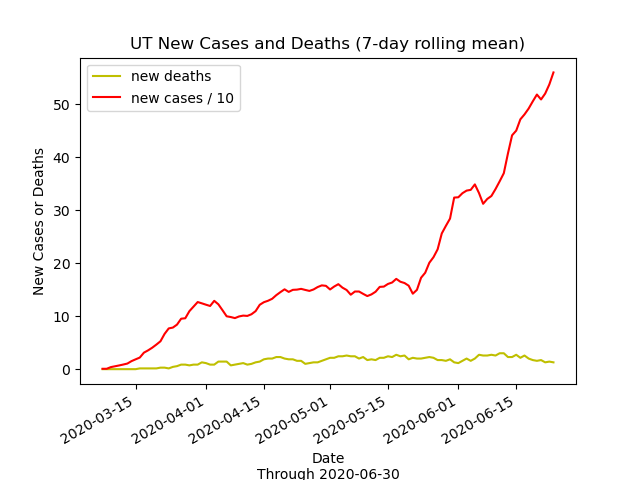 UT New Cases and Deaths (7-day rolling mean)
new deaths
new cases / 10
New Cases or Deaths
50
40
30
20
10
0
2020-03-15
2020-04-01
2020-04-15
2020-05-01
2020-05-15
2020-06-01
2020-06-15
Date
Through 2020-06-30